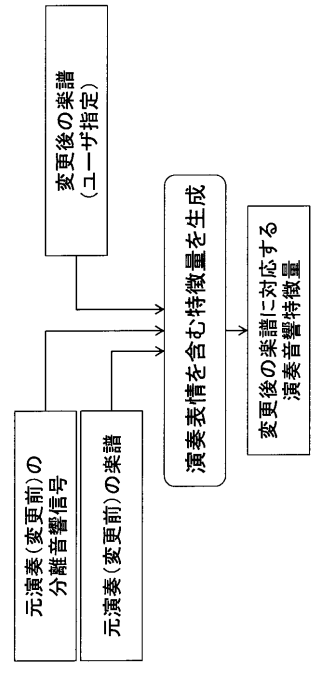 元演奏(変更前)の
分離音響信号
元演奏(変更前)の楽譜
変更後の楽譜
(ユーザ指定)
演奏表情を含む特徴量を生成
変更後の楽譜に対応する
演奏音響特徴量